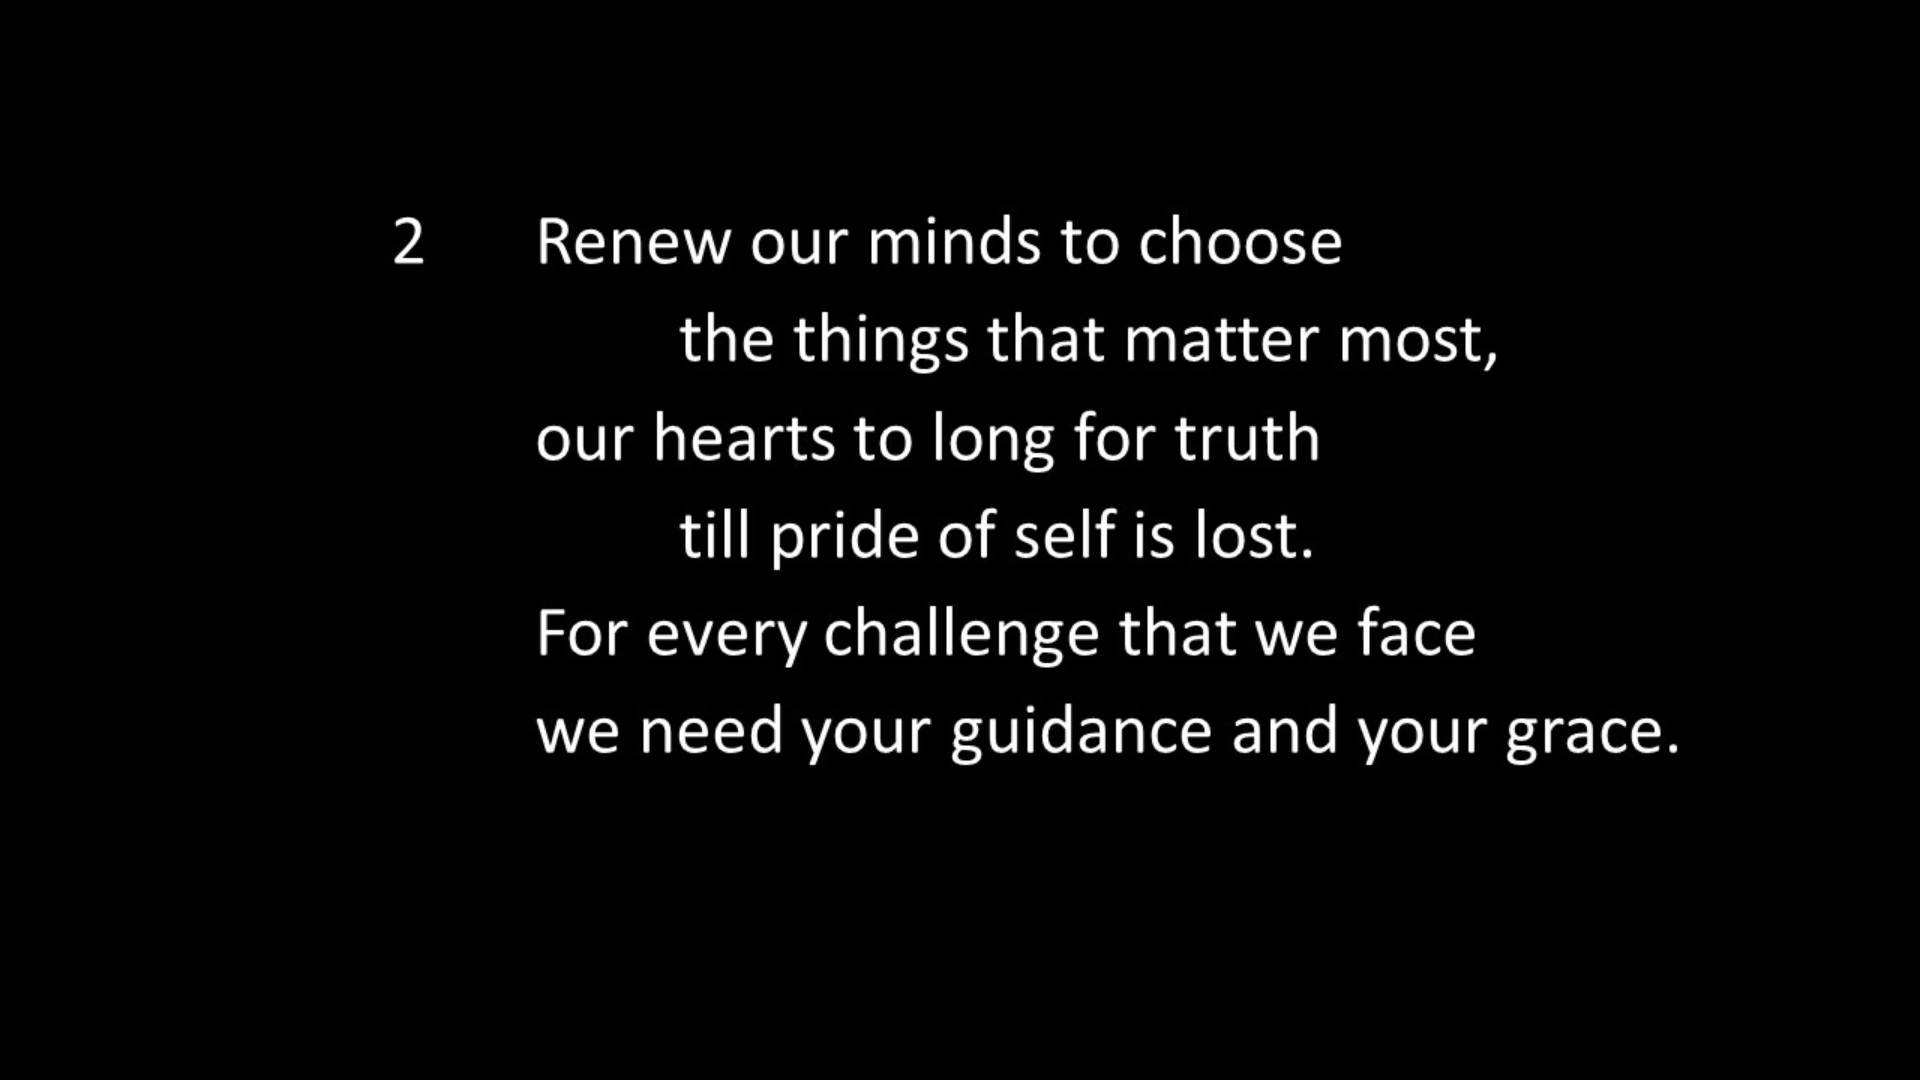 2 Renew our minds to choose
the things that matter most,
our hearts to long for truth
till pride of self is lost.
For every challenge that we face
we need your guidance and your grace.